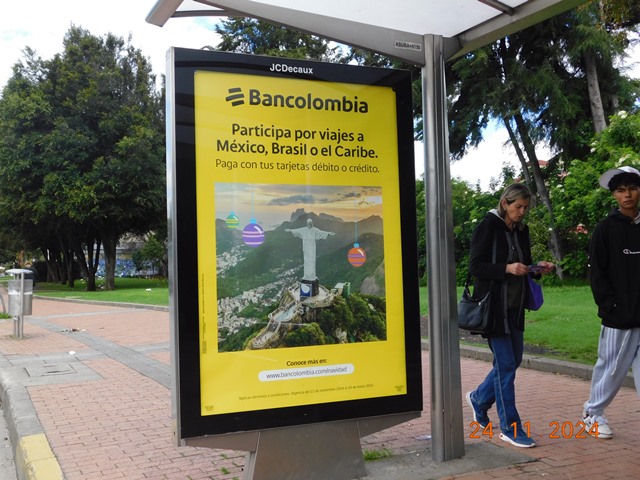 JCDecaux
Bancolombia
Participa por viajes a
México, Brasil o el Caribe.
Paga con tus tarjetas débito o crédito.
Conoce más en:
www.bancolombia.com/navidad
Champion
24 11 2024